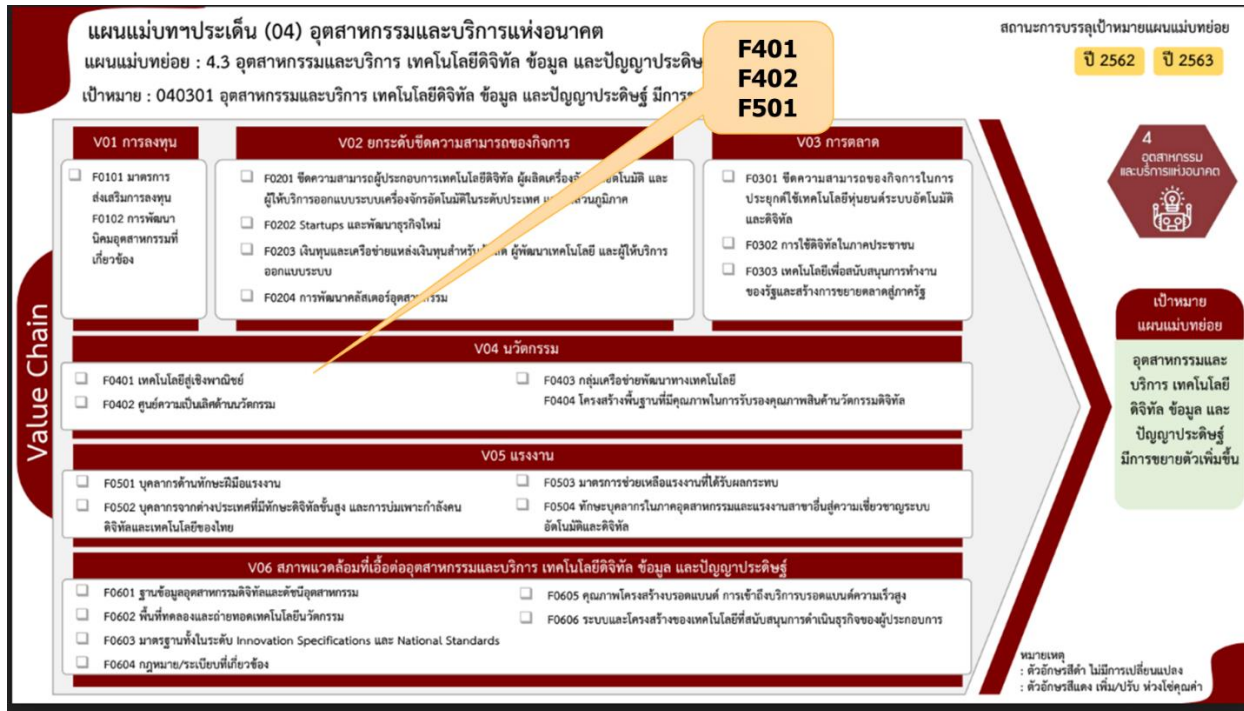 แผนแม่บทฯประเด็น (04) อุตสาหกรรมและบริการแห่งอนาคต
แผนแม่บทย่อย : 4.3 อุตสาหกรรมและบริการ เทคโนโลยีดิจิทัล ข้อมูล และปัญญาประดิษ
เป้าหมาย : 040301 อุตสาหกรรมและบริการ เทคโนโลยีดิจิทัล ข้อมูล และปัญญาประดิษฐ์ มีการ
F401
F402
F501
สถานะการบรรลุเป้าหมายแผนแม่บทย่อย
ปี 2562 ปี 2563
Value Chain
V01 การลงทุน
F0101 มาตรการ
ส่งเสริมการลงทุน
F0102 การพัฒนา
นิคมอุตสาหกรรมที่
เกี่ยวข้อง
V02 ยกระดับขีดความสามารถของกิจการ
F0201 ขีดความสามารถผู้ประกอบการเทคโนโลยีดิจิทัล ผู้ผลิตเครื่องจักร อัตโนมัติ และ
ผู้ให้บริการออกแบบระบบเครื่องจักรอัตโนมัติในระดับประเทศ ส่วนภูมิภาค
F0202 Startups และพัฒนาธุรกิจใหม่
F0203 เงินทุนและเครือข่ายแหล่งเงินทุนสำหรับ ผู้พัฒนาเทคโนโลยี และผู้ให้บริการ
ออกแบบระบบ
F0204 การพัฒนาคลัสเตอร์อุตสาหกรรม
V03 การตลาด
F0301 ขีดความสามารถของกิจการในการ
ประยุกต์ใช้เทคโนโลยีหุ่นยนต์ระบบอัตโนมัติ
และดิจิทัล
F0302 การใช้ดิจิทัลในภาคประชาชน
F0303 เทคโนโลยีเพื่อสนับสนุนการทำงาน
ของรัฐและสร้างการขยายตลาดสู่ภาครัฐ
V04 นวัตกรรม
F0401 เทคโนโลยีสู่เชิงพาณิชย์
F0402 ศูนย์ความเป็นเลิศด้านนวัตกรรม
F0403 กลุ่มเครือข่ายพัฒนาทางเทคโนโลยี
F0404 โครงสร้างพื้นฐานที่มีคุณภาพในการรับรองคุณภาพสินค้านวัตกรรมดิจิทัล
V05 แรงงาน
F0501 บุคลากรด้านทักษะฝีมือแรงงาน
F0502 บุคลากรจากต่างประเทศที่มีทักษะดิจิทัลขั้นสูง และการบ่มเพาะกำลังคน
ดิจิทัลและเทคโนโลยีของไทย
F0503 มาตรการช่วยเหลือแรงงานที่ได้รับผลกระทบ
F0504 ทักษะบุคลากรในภาคอุตสาหกรรมและแรงงานสาขาอื่นสู่ความเชี่ยวชาญระบบ
อัตโนมัติและดิจิทัล
V06 สภาพแวดล้อมที่เอื้อต่ออุตสาหกรรมและบริการ เทคโนโลยีดิจิทัล ข้อมูล และปัญญาประดิษฐ์
F0601 ฐานข้อมูลอุตสาหกรรมดิจิทัลและดัชนีอุตสาหกรรม
F0602 พื้นที่ทดลองและถ่ายทอดเทคโนโลยีนวัตกรรม
F0603 มาตรฐานทั้งในระดับ Innovation Specifications และ National Standards
F0604 กฎหมาย/ระเบียบที่เกี่ยวข้อง
F0605 คุณภาพโครงสร้างบรอดแบนด์ การเข้าถึงบริการบรอดแบนด์ความเร็วสูง
F0606 ระบบและโครงสร้างของเทคโนโลยีที่สนับสนุนการดำเนินธุรกิจของผู้ประกอบการ
4
อุตสาหกรรม
และบริการแห่งอนาคต
เป้าหมาย
แผนแม่บทย่อย
อุตสาหกรรมและ
บริการ เทคโนโลยี
ดิจิทัล ข้อมูล และ
ปัญญาประดิษฐ์
มีการขยายตัวเพิ่มขึ้น
หมายเหตุ
: ตัวอักษรสีดำ ไม่มีการเปลี่ยนแปลง
: ตัวอักษรสีแดง เพิ่ม/ปรับ ห่วงโซ่คุณค่า